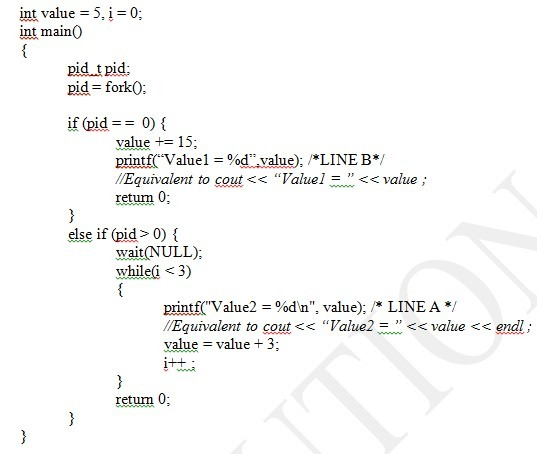 int value = 5, i = 0;
int main()
{
pid_t pid;
pid = fork();
if (pid == 0) {
value += 15;
printf(“Value1 = %d”,value); /*LINE B*/
//Equivalent to cout << “Value1 = ” << value ;
return 0;
}
else if (pid > 0) {
wait(NULL);
while(i < 3)
{
printf("Value2 = %d\n", value); /* LINE A */
//Equivalent to cout << “Value2 = ” << value << endl ;
value = value + 3;
i++ ;
}
return 0;
}
}
UTION